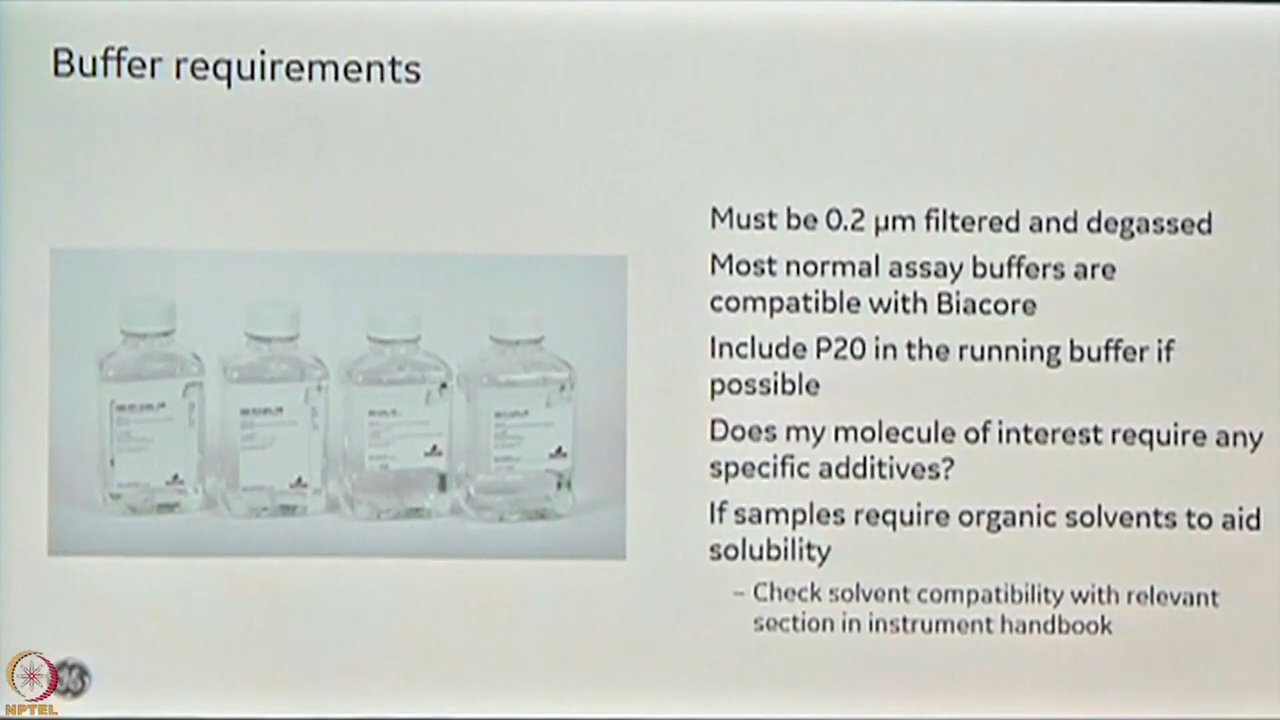 Buffer requirements
Must be 0.2 µm filtered and degassed
Most normal assay buffers are
compatible with Biacore
Include P20 in the running buffer if
possible
Does my molecule of interest require any
specific additives?
If samples require organic solvents to aid
solubility
– Check solvent compatibility with relevant
section in instrument handbook
NPTEL